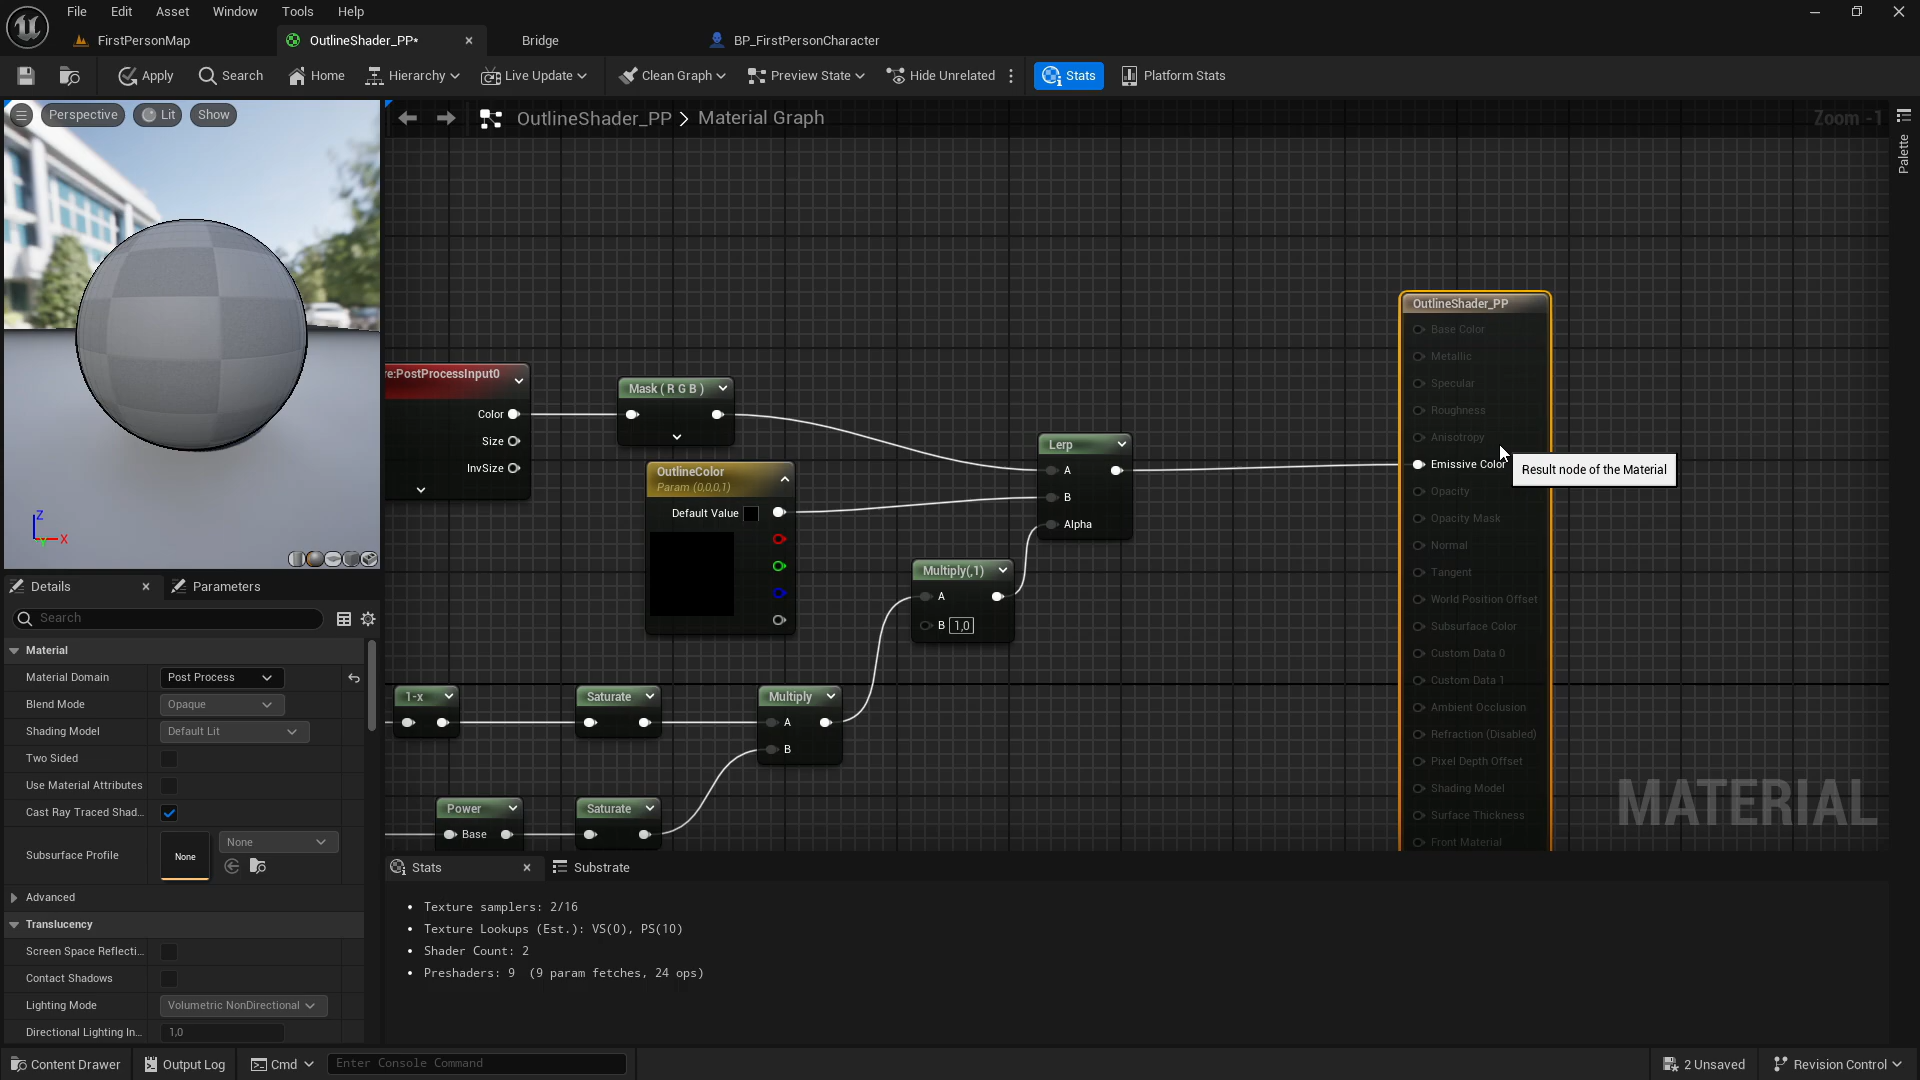 File Edit Asset Window Tools Help
FirstPersonMap OutlineShader_PP* Bridge BP_FirstPersonCharacter
Apply Search Home Hierarchy Live Update Clean Graph Preview State Hide Unrelated Stats Platform Stats
Perspective Lit Show
OutlineShader_PP > Material Graph
Zoom -1
Palette
OutlineShader_PP
Base Color
Metallic
Specular
Roughness
Anisotropy
Emissive Color
Opacity
Opacity Mask
Normal
Tangent
World Position Offset
Subsurface Color
Custom Data 0
Custom Data 1
Ambient Occlusion
Refraction (Disabled)
Pixel Depth Offset
Shading Model
Surface Thickness
Front Material
Result node of the Material
re:PostProcessInput0
Color
Size
InvSize
Mask ( R G B )
OutlineColor
Param (0,0,0,1)
Default Value
Lerp
A
B
Alpha
Multiply(,1)
A
B 1,0
1-x
Saturate
Multiply
A
B
Power
Base
Saturate
MATERIAL
Z
Y
X
Details Parameters
Search
Material
Material Domain Post Process
Blend Mode Opaque
Shading Model Default Lit
Two Sided
Use Material Attributes
Cast Ray Traced Shad...
Subsurface Profile None None
Advanced
Translucency
Screen Space Reflecti...
Contact Shadows
Lighting Mode Volumetric NonDirectional
Directional Lighting In... 1,0
Stats Substrate
• Texture samplers: 2/16
• Texture Lookups (Est.): VS(0), PS(10)
• Shader Count: 2
• Preshaders: 9 (9 param fetches, 24 ops)
Content Drawer Output Log Cmd Enter Console Command 2 Unsaved Revision Control